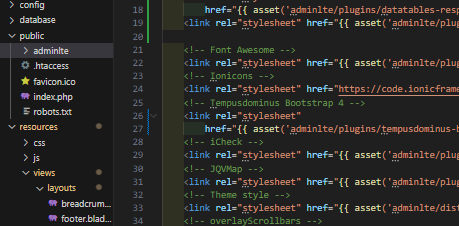 config
database
public
adminlte
.htaccess
favicon.ico
index.php
robots.txt
resources
css
js
views
layouts
breadcrum...
footer.blad...
18 href="{{ asset('adminlte/plugins/datatables-resp
19 <link rel="stylesheet" href="{{ asset('adminlte/plug
20
21 <!-- Font Awesome -->
22 <link rel="stylesheet" href="{{ asset('adminlte/plug
23 <!-- Ionicons -->
24 <link rel="stylesheet" href="https://code.ionicframe
25 <!-- Tempusdominus Bootstrap 4 -->
26 <link rel="stylesheet"
27 href="{{ asset('adminlte/plugins/tempusdominus-b
28 <!-- iCheck -->
29 <link rel="stylesheet" href="{{ asset('adminlte/plug
30 <!-- JQVMap -->
31 <link rel="stylesheet" href="{{ asset('adminlte/plug
32 <!-- Theme style -->
33 <link rel="stylesheet" href="{{ asset('adminlte/dist
34 <!-- overlayScrollbars -->